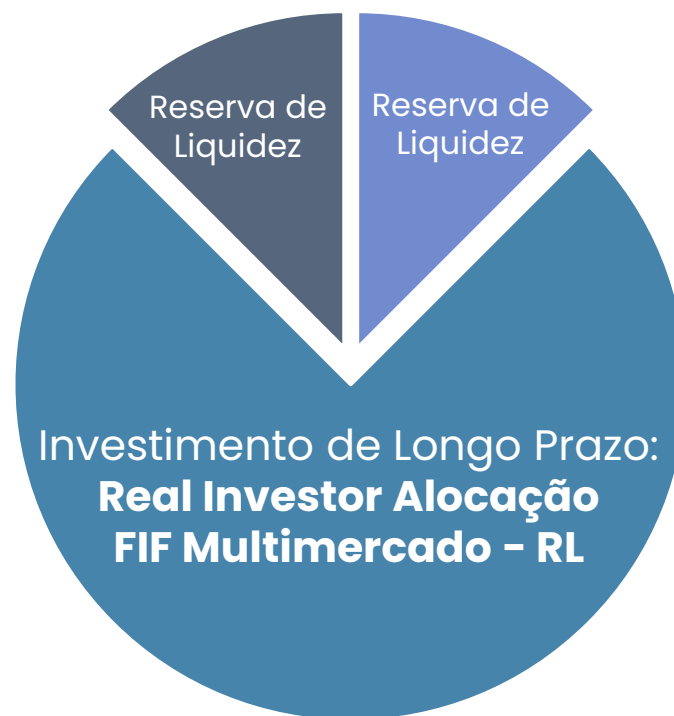 Reserva de
Liquidez
Reserva de
Liquidez
Investimento de Longo Prazo:
Real Investor Alocação
FIF Multimercado - RL